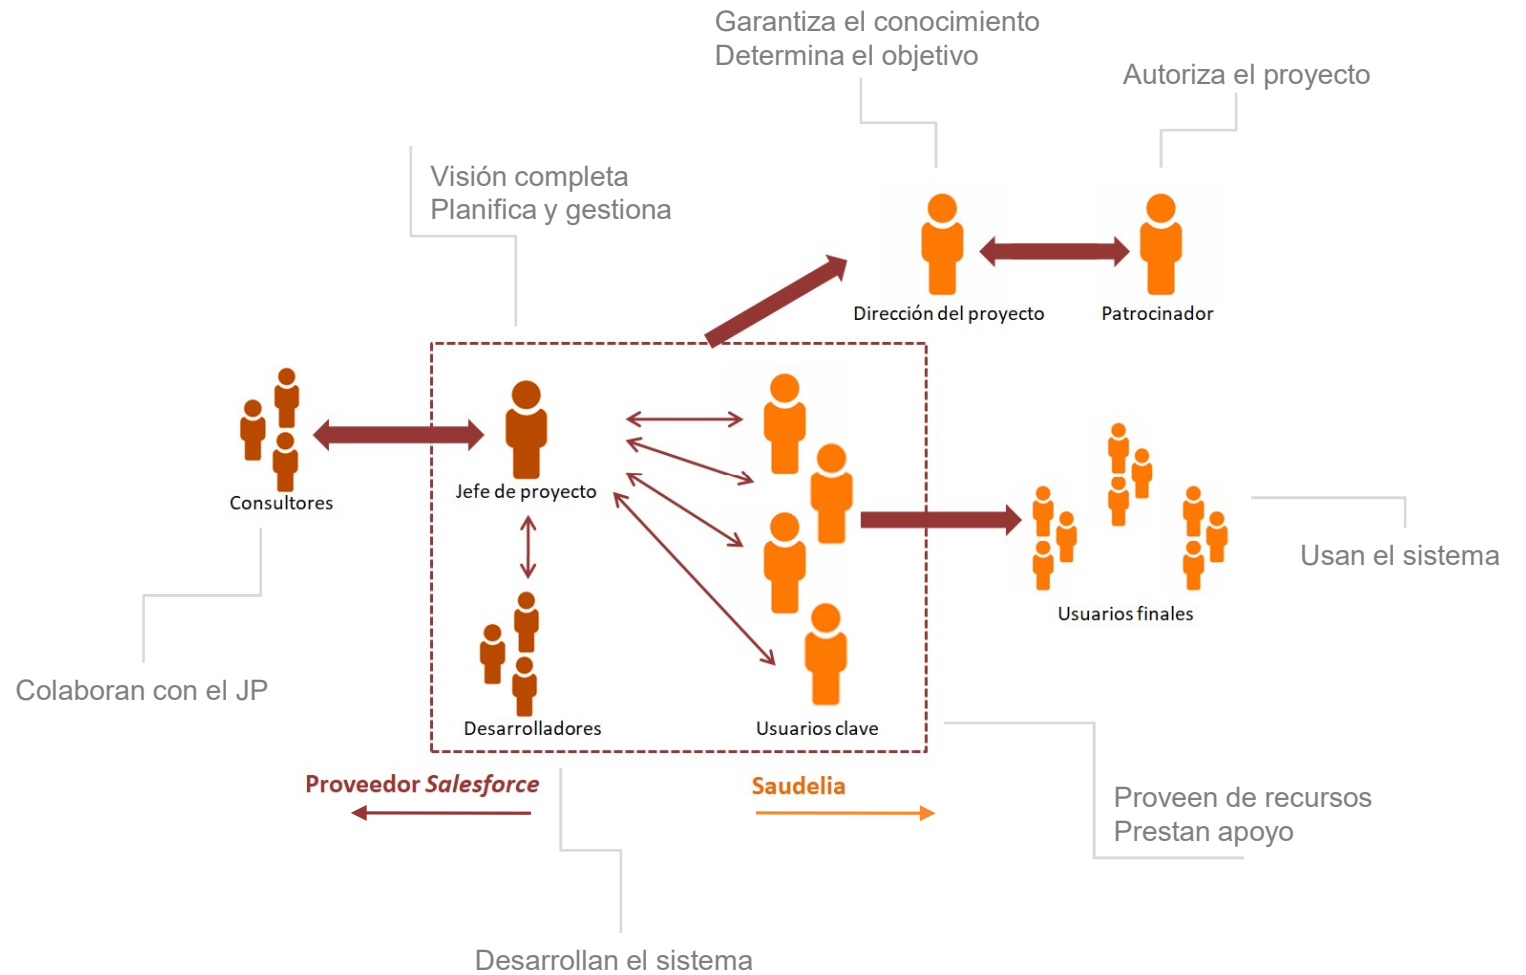 Garantiza el conocimiento
Determina el objetivo
Autoriza el proyecto
Visión completa
Planifica y gestiona
Dirección del proyecto
Patrocinador
Jefe de proyecto
Consultores
Usan el sistema
Usuarios finales
Colaboran con el JP
Desarrolladores
Usuarios clave
Proveedor Salesforce
Saudelia
Proveen de recursos
Prestan apoyo
Desarrollan el sistema